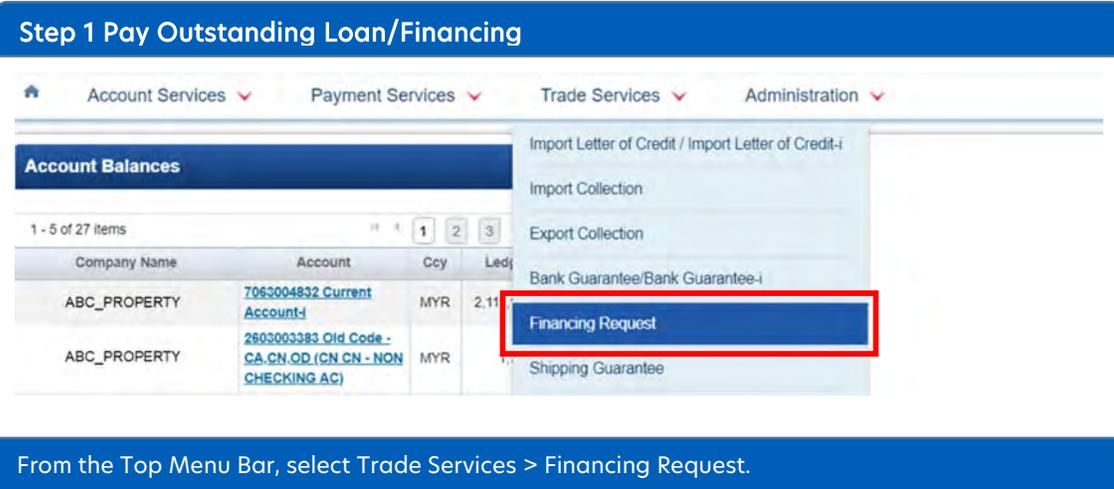 Step 1 Pay Outstanding Loan/Financing
Account Services
Payment Services
Trade Services
Administration
Account Balances
Import Letter of Credit / Import Letter of Credit-i
Import Collection
Export Collection
Bank Guarantee/Bank Guarantee-i
Financing Request
Shipping Guarantee
1 - 5 of 27 items
1 2 3
Company Name
Account
Ccy
ABC_PROPERTY
7063004832 Current
Account-i
MYR
ABC_PROPERTY
2603003383 Old Code -
CA,CN,OD (CN CN - NON
CHECKING AC)
MYR
From the Top Menu Bar, select Trade Services > Financing Request.